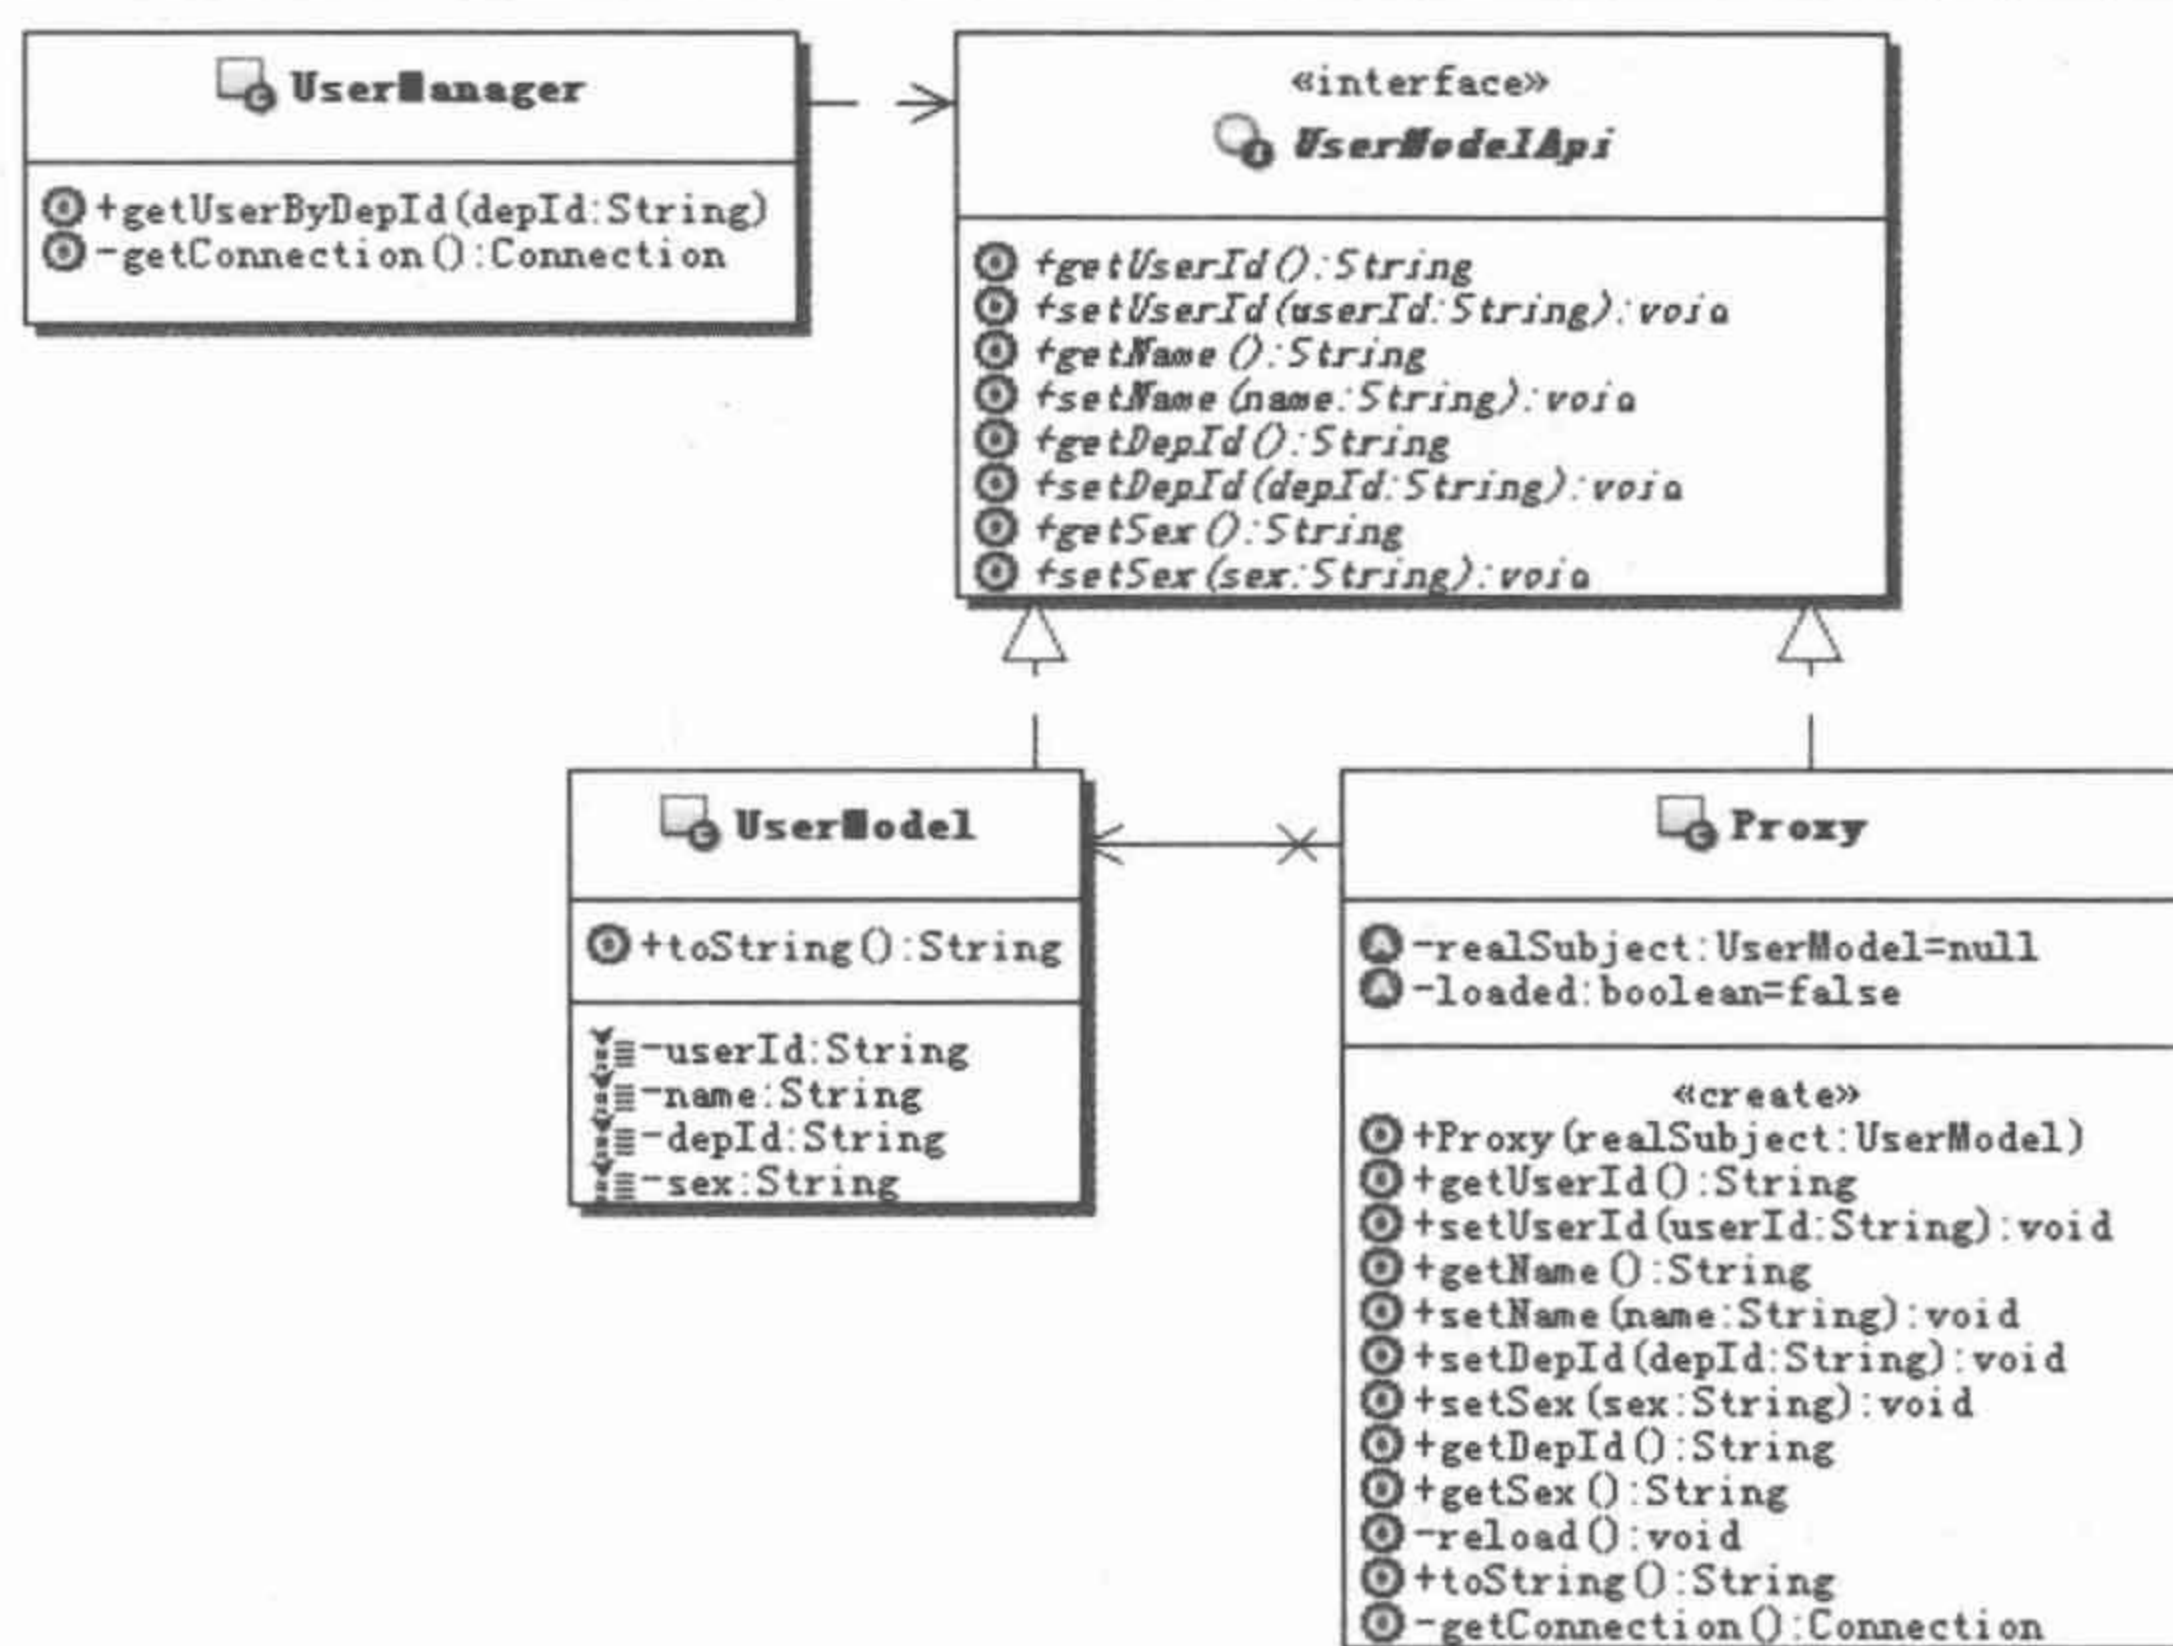 UserManager
+getUserByDepId(depId:String)
-getConnection():Connection
«interface»
UserModelApi
+getUserId():String
+setUserId(userId:String):void
+getName():String
+setName(name:String):void
+getDepId():String
+setDepId(depId:String):void
+getSex():String
+setSex(sex:String):void
UserModel
+toString():String
-userId:String
-name:String
-depId:String
-sex:String
Proxy
-realSubject:UserModel=null
-loaded:boolean=false
«create»
+Proxy(realSubject:UserModel)
+getUserId():String
+setUserId(userId:String):void
+getName():String
+setName(name:String):void
+setDepId(depId:String):void
+setSex(sex:String):void
+getDepId():String
+getSex():String
-reload():void
+toString():String
-getConnection():Connection